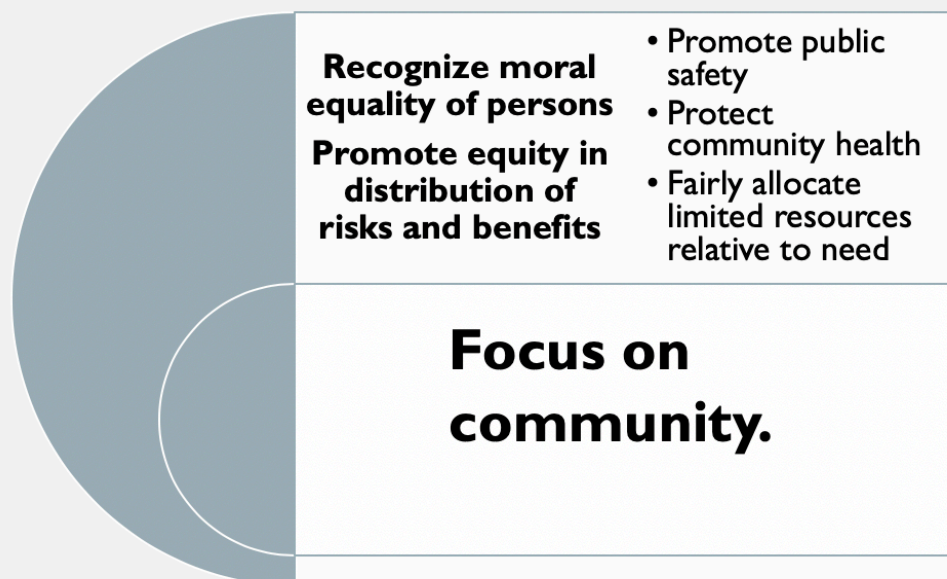 Recognize moral
equality of persons
Promote equity in
distribution of
risks and benefits
• Promote public
safety
• Protect
community health
• Fairly allocate
limited resources
relative to need
Focus on
community.